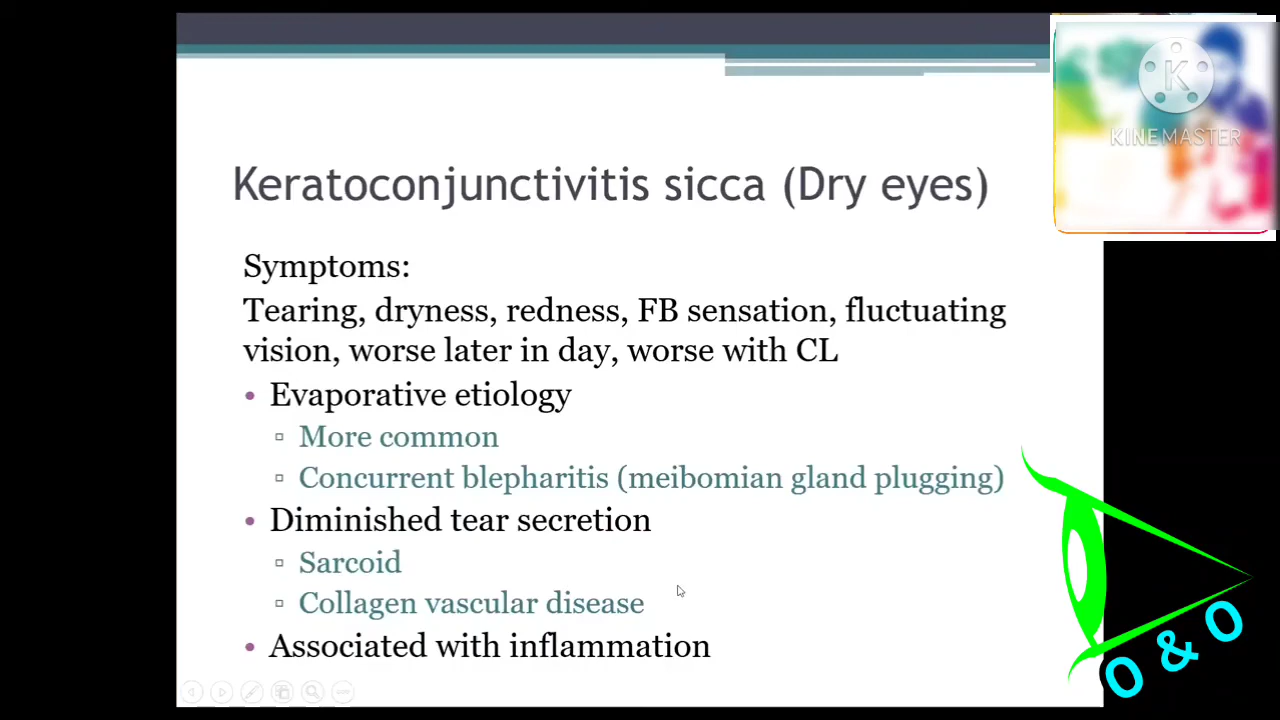 KINEMASTER
Keratoconjunctivitis sicca (Dry eyes)
Symptoms:
Tearing, dryness, redness, FB sensation, fluctuating
vision, worse later in day, worse with CL
• Evaporative etiology
▫ More common
▫ Concurrent blepharitis (meibomian gland plugging)
• Diminished tear secretion
▫ Sarcoid
▫ Collagen vascular disease
• Associated with inflammation
O & O